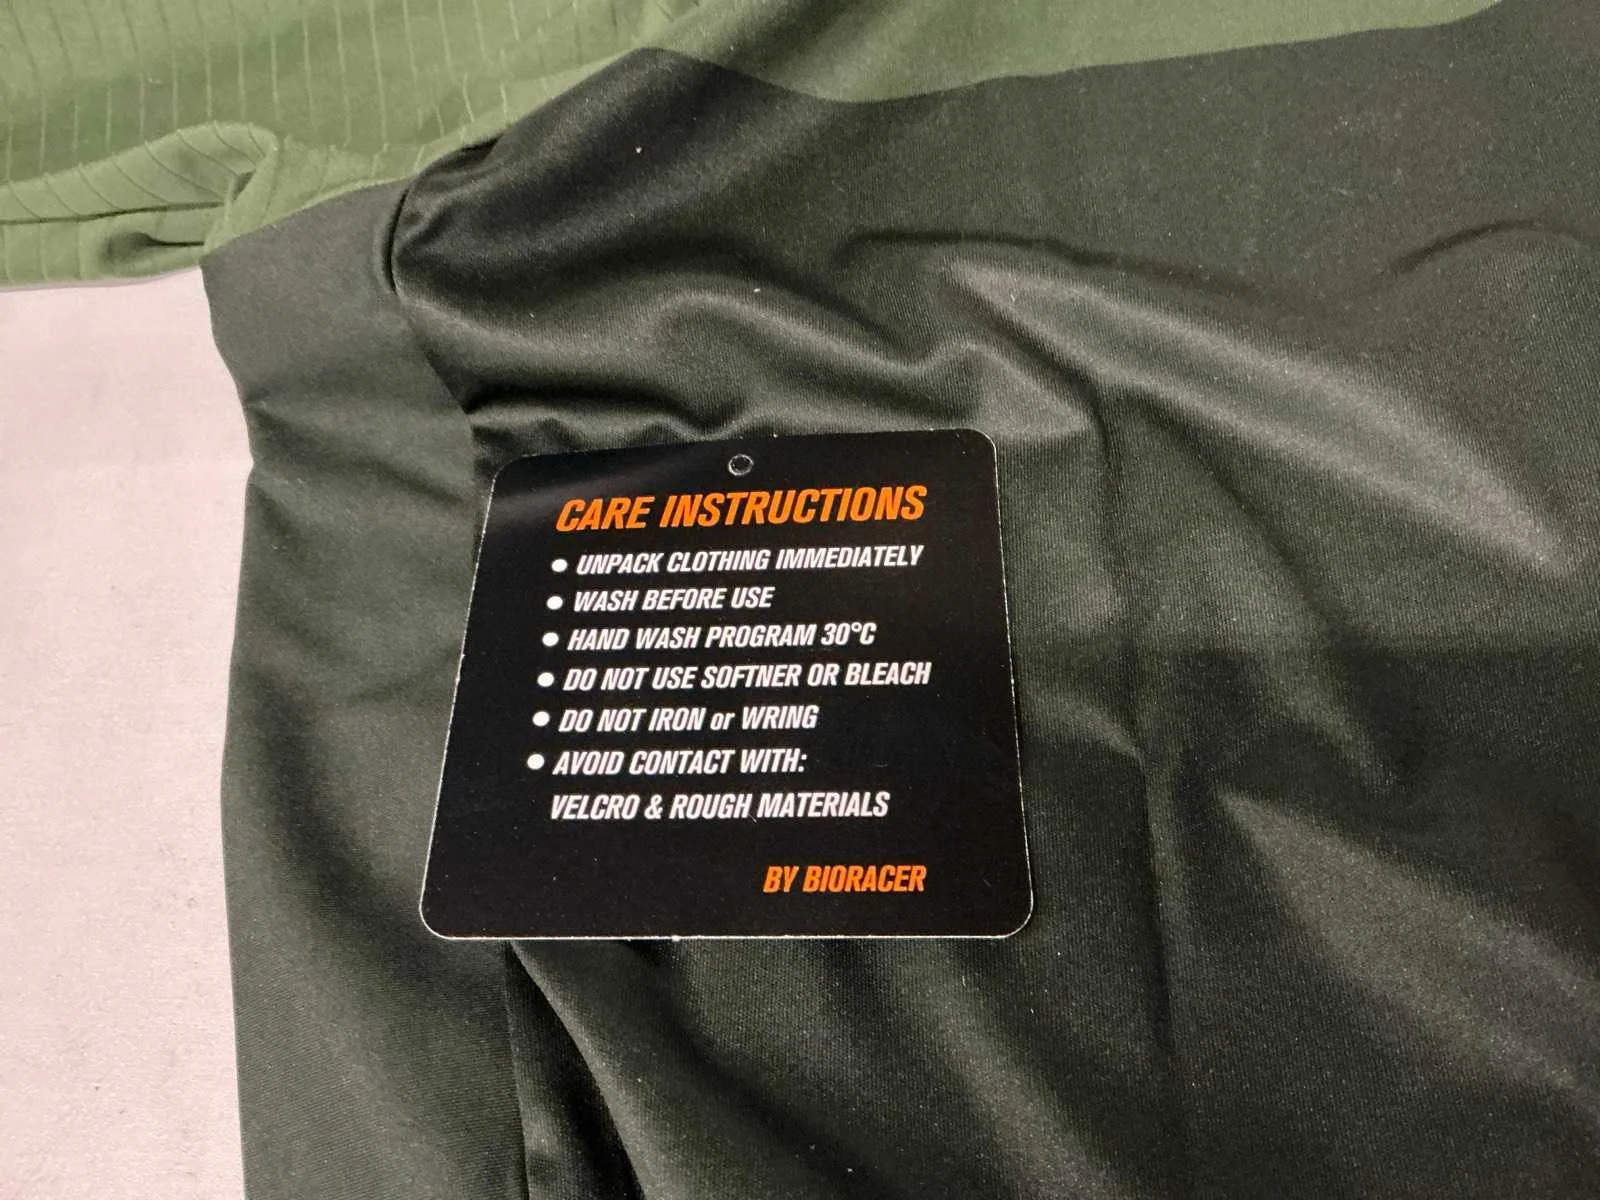 CARE INSTRUCTIONS
● UNPACK CLOTHING IMMEDIATELY
● WASH BEFORE USE
● HAND WASH PROGRAM 30°C
● DO NOT USE SOFTNER OR BLEACH
● DO NOT IRON or WRING
● AVOID CONTACT WITH:
VELCRO & ROUGH MATERIALS
BY BIORACER